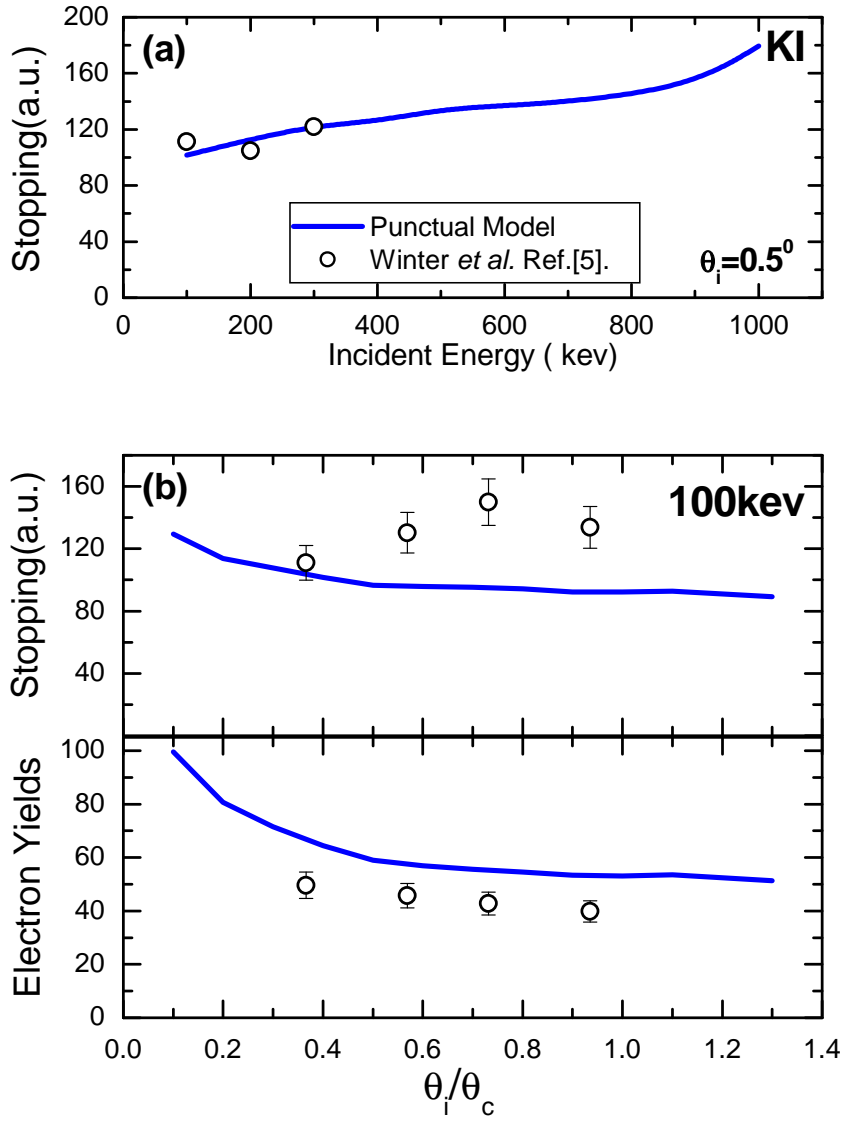 200
160
120
80
40
0
Stopping(a.u.)
(a)
KI
Punctual Model
Winter et al. Ref.[5].
θi=0.5⁰
0 200 400 600 800 1000
Incident Energy ( kev)
160
120
80
40
Stopping(a.u.)
(b)
100kev
100
80
60
40
20
0
Electron Yields
0.0 0.2 0.4 0.6 0.8 1.0 1.2 1.4
θi/θc